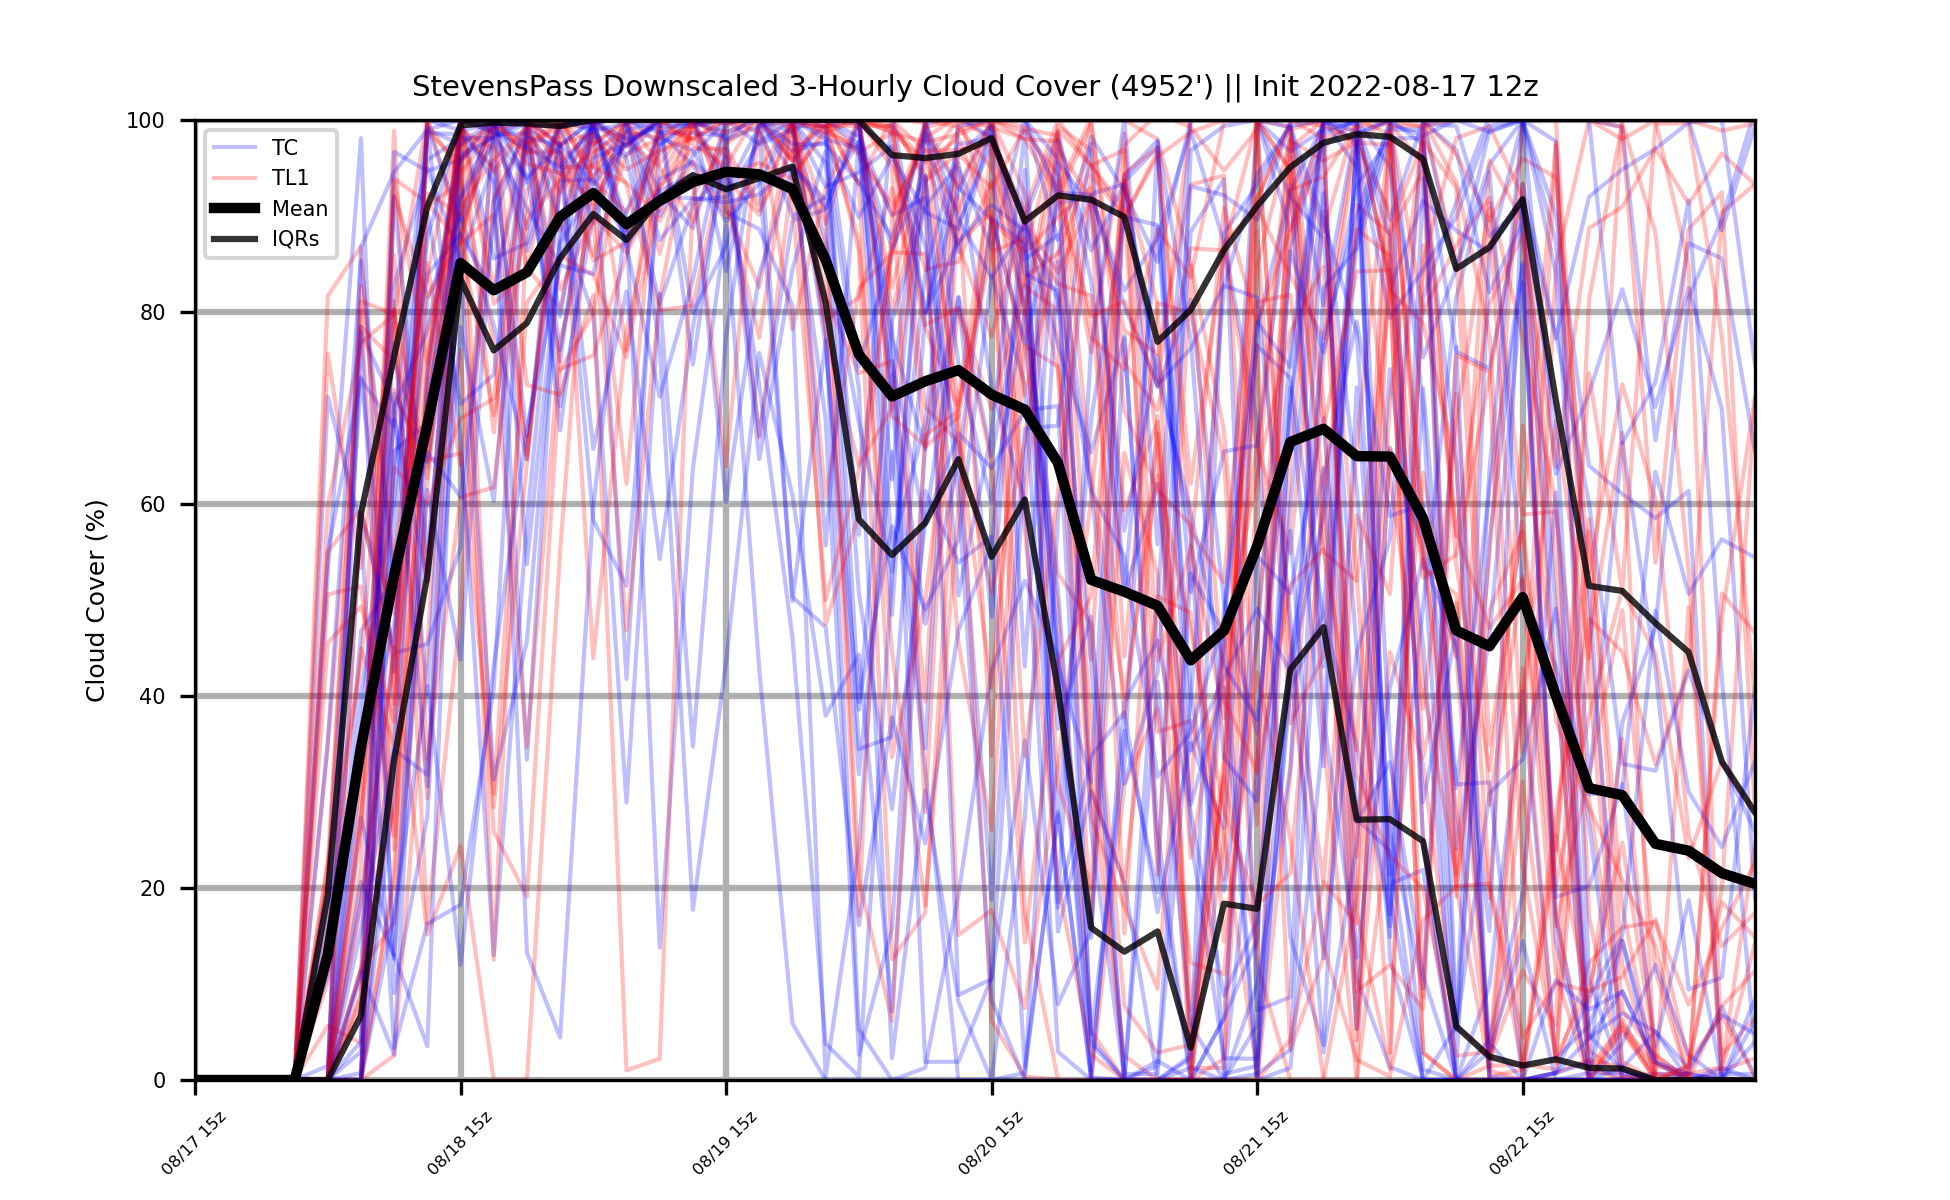 StevensPass Downscaled 3-Hourly Cloud Cover (4952') || Init 2022-08-17 12z
100
80
60
40
20
0
Cloud Cover (%)
TC
TL1
Mean
IQRs
08/17 15z
08/18 15z
08/19 15z
08/20 15z
08/21 15z
08/22 15z